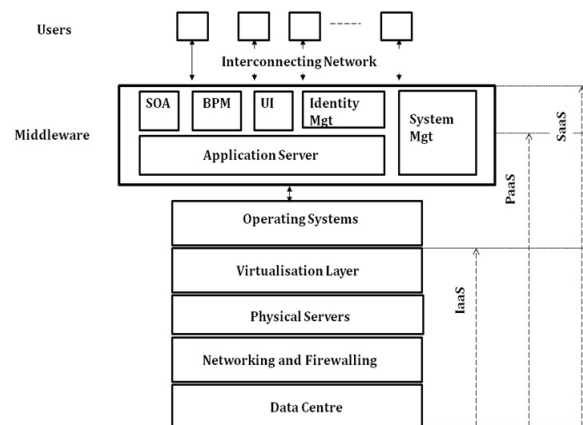 Users
Interconnecting Network
Middleware
SOA
BPM
UI
Identity
Mgt
System
Mgt
Application Server
Operating Systems
Virtualisation Layer
Physical Servers
Networking and Firewalling
Data Centre
IaaS
PaaS
SaaS